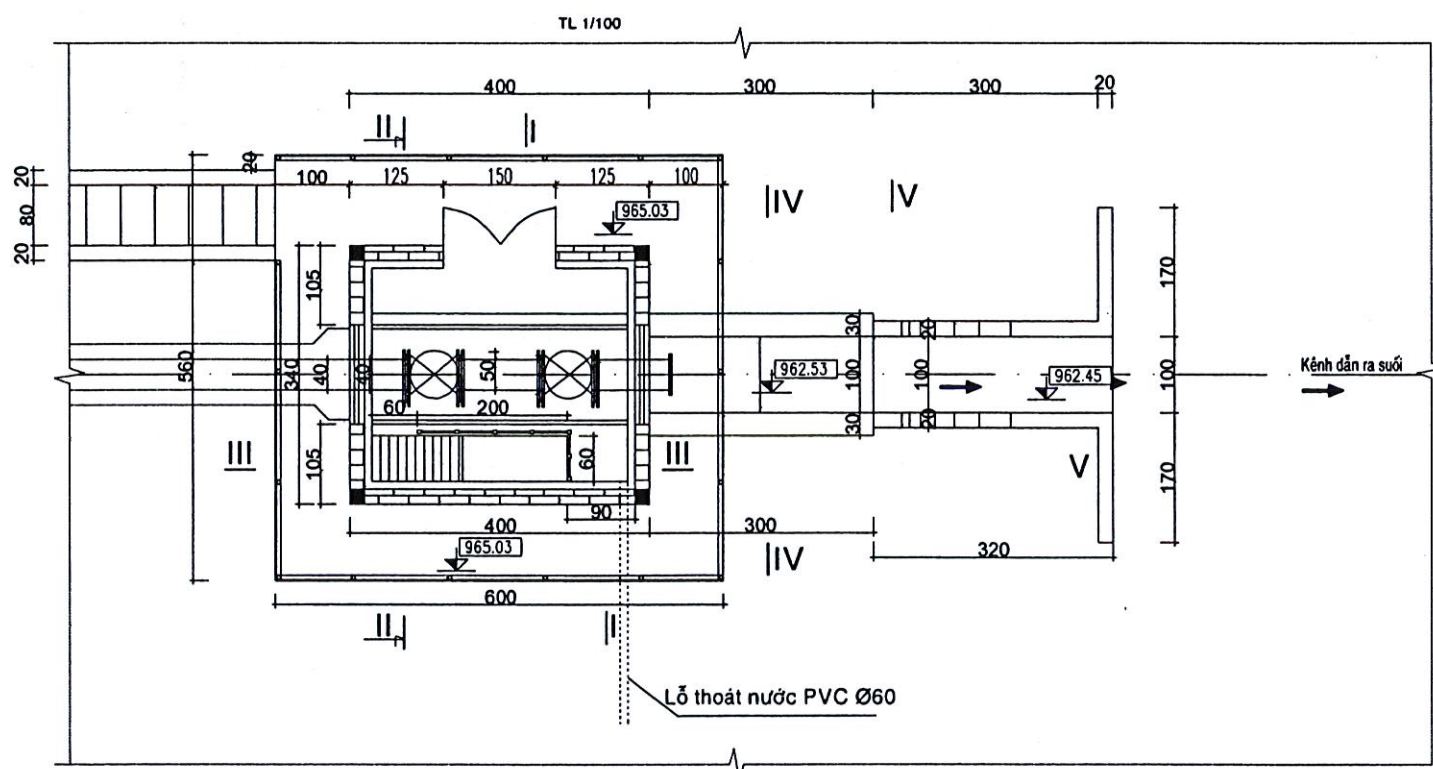 TL 1/100
400 300 300 20
II I
20 20
100 125 150 125 100
IV V
80
965.03
20
105 170
30 20
560 340 40 40 50 962.53 100 100 962.45 100 Kênh dẫn ra suối
60 200
30 20
III 105 60 III V 170
90
400 300
965.03 IV 320
600
II I
Lỗ thoát nước PVC Ø60